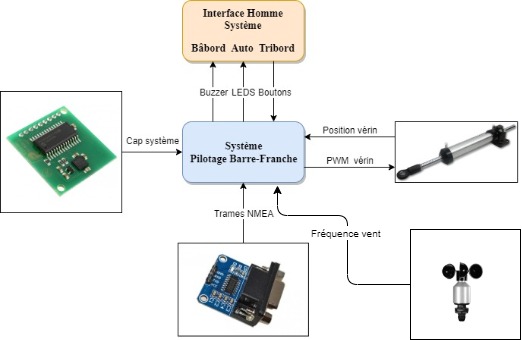 Interface Homme
Système
Bâbord Auto Tribord
Buzzer LEDS Boutons
Cap système
Système
Pilotage Barre-Franche
Position vérin
PWM vérin
Trames NMEA
Fréquence vent